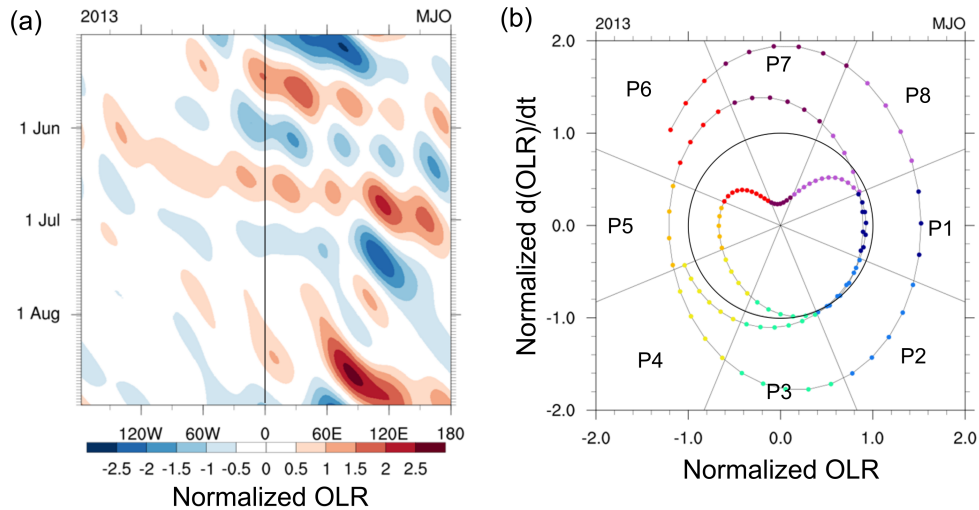 (a)
2013 MJO
1 Jun
1 Jul
1 Aug
120W 60W 0 60E 120E 180
-2.5 -2 -1.5 -1 -0.5 0 0.5 1 1.5 2 2.5
Normalized OLR
(b)
2013 MJO
Normalized d(OLR)/dt
2.0
1.0
0.0
-1.0
-2.0
P7
P6
P8
P5
P1
P4
P2
P3
-2.0 -1.0 0.0 1.0 2.0
Normalized OLR